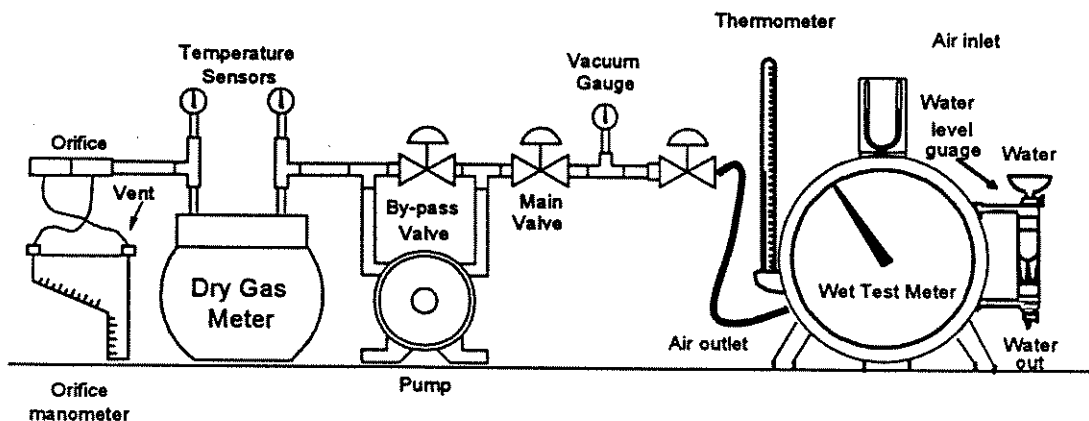 Thermometer
Air inlet
Temperature
Sensors
Vacuum
Gauge
Water
level
guage
Water
Orifice
Vent
By-pass
Valve
Main
Valve
Dry Gas
Meter
Wet Test Meter
Air outlet
Water
out
Pump
Orifice
manometer